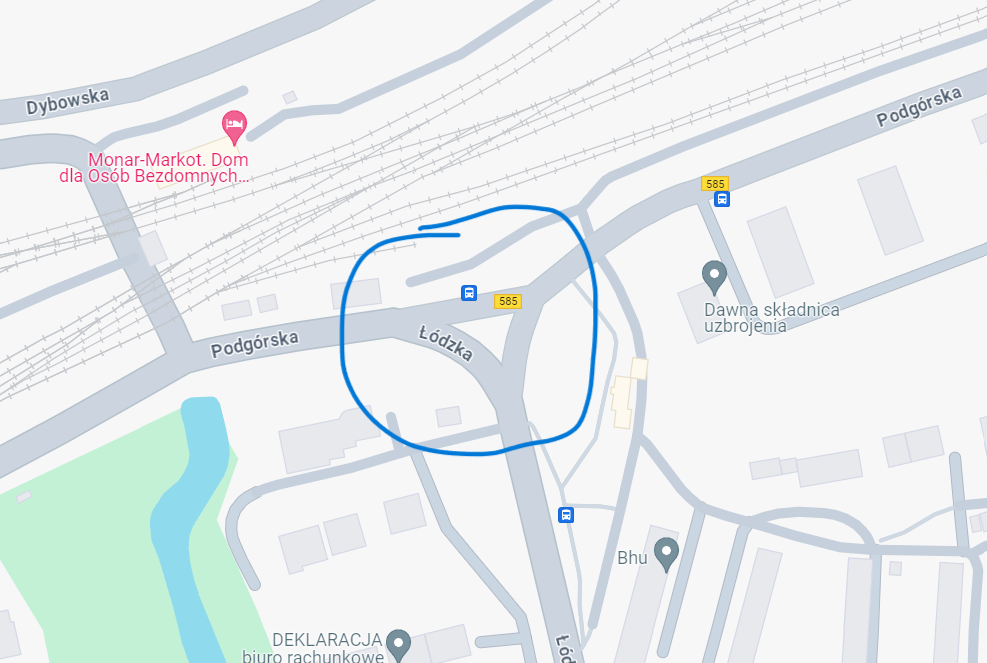 Dybowska
Podgórska
Monar-Markot. Dom
dla Osób Bezdomnych...
585
585
Dawna składnica
uzbrojenia
Podgórska
Łódzka
Bhu
DEKLARACJA
biuro rachunkowe
Łód